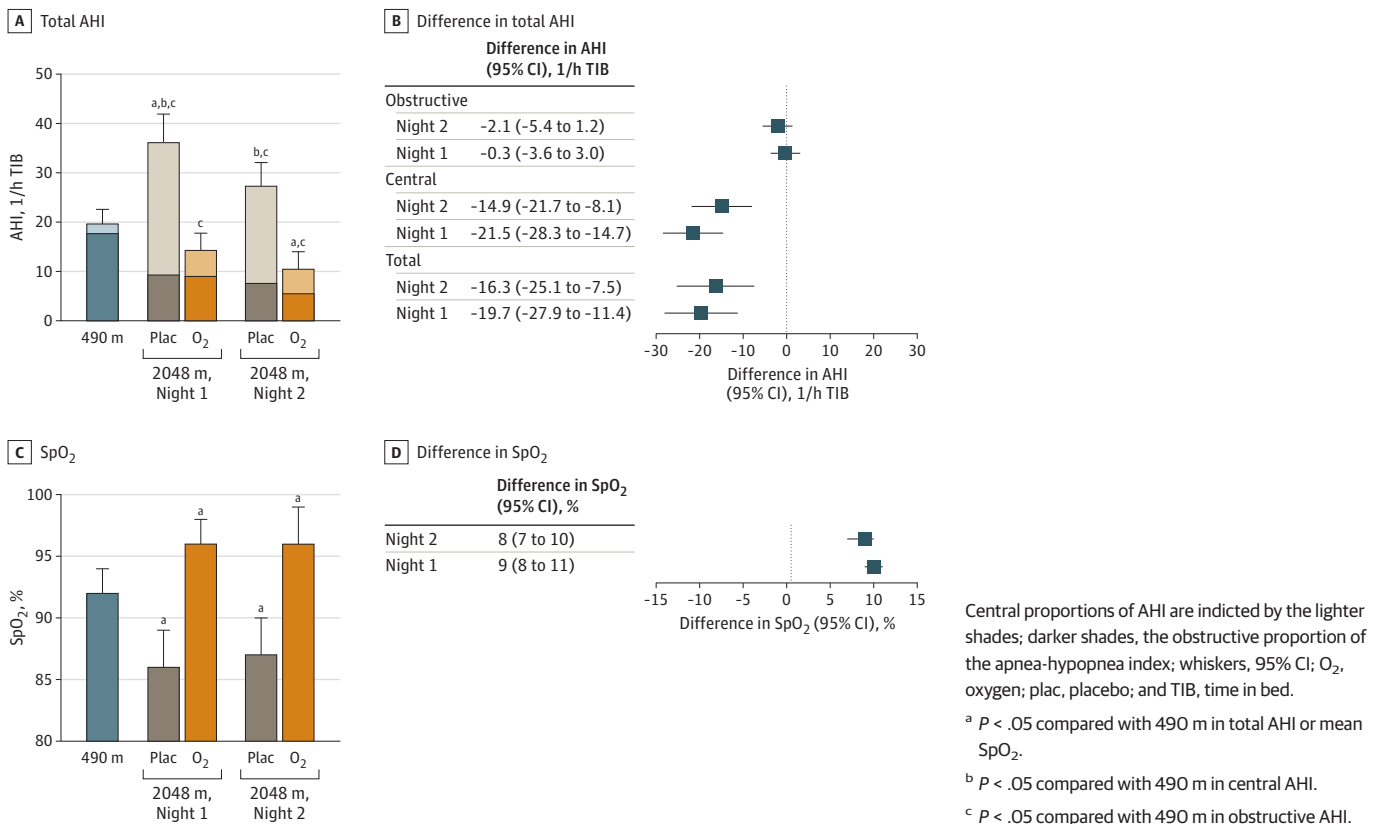 A Total AHI
50
40
30
20
10
0
AHI, 1/h TIB
a,b,c
c
b,c
a,c
490 m
Plac O2 Plac O2
2048 m, Night 1
2048 m, Night 2
B Difference in total AHI
Difference in AHI
(95% CI), 1/h TIB
Obstructive
Night 2 -2.1 (-5.4 to 1.2)
Night 1 -0.3 (-3.6 to 3.0)
Central
Night 2 -14.9 (-21.7 to -8.1)
Night 1 -21.5 (-28.3 to -14.7)
Total
Night 2 -16.3 (-25.1 to -7.5)
Night 1 -19.7 (-27.9 to -11.4)
-30 -20 -10 0 10 20 30
Difference in AHI
(95% CI), 1/h TIB
C SpO2
100
95
90
85
80
SpO2, %
a
a
a
a
490 m
Plac O2 Plac O2
2048 m, Night 1
2048 m, Night 2
D Difference in SpO2
Difference in SpO2
(95% CI), %
Night 2 8 (7 to 10)
Night 1 9 (8 to 11)
-15 -10 -5 0 5 10 15
Difference in SpO2 (95% CI), %
Central proportions of AHI are indicted by the lighter
shades; darker shades, the obstructive proportion of
the apnea-hypopnea index; whiskers, 95% CI; O2,
oxygen; plac, placebo; and TIB, time in bed.
a P < .05 compared with 490 m in total AHI or mean
SpO2.
b P < .05 compared with 490 m in central AHI.
c P < .05 compared with 490 m in obstructive AHI.